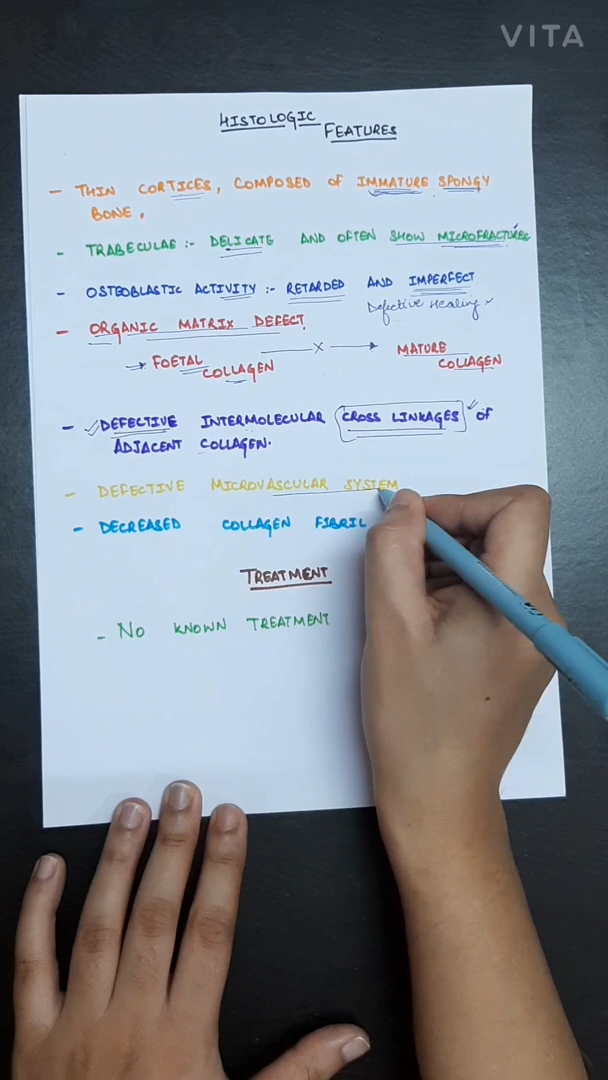 VITA
HISTOLOGIC
FEATURES
- THIN CORTICES, COMPOSED of IMMATURE SPONGY
BONE.
- TRABECULAE :- DELICATE AND OFTEN SHOW MICROFRACTURES
- OSTEOBLASTIC ACTIVITY :- RETARDED AND IMPERFECT
Defective Healing
- ORGANIC MATRIX DEFECT
→ FOETAL COLLAGEN —x→ MATURE COLLAGEN
- DEFECTIVE INTERMOLECULAR CROSS LINKAGES of
ADJACENT COLLAGEN.
- DEFECTIVE MICROVASCULAR SYSTEM
- DECREASED COLLAGEN FIBRIL
TREATMENT
- NO KNOWN TREATMENT